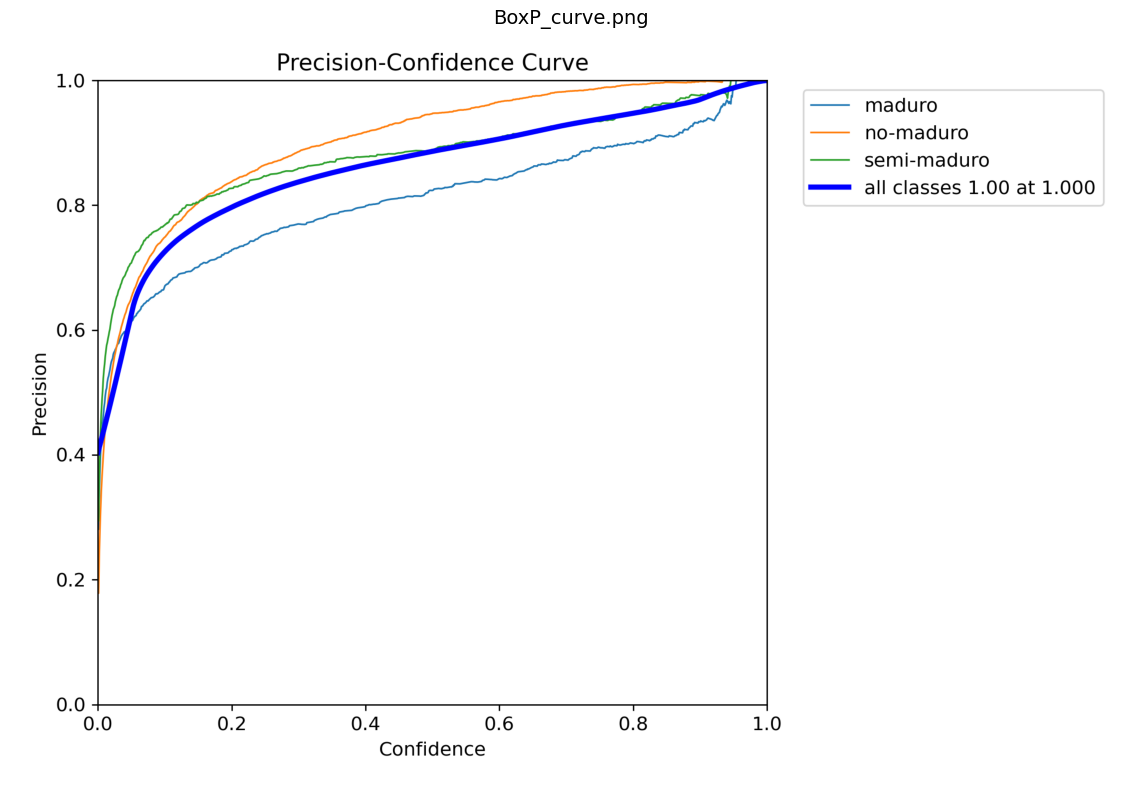 BoxP_curve.png
Precision-Confidence Curve
1.0
0.8
0.6
0.4
0.2
0.0
Precision
0.0 0.2 0.4 0.6 0.8 1.0
Confidence
maduro
no-maduro
semi-maduro
all classes 1.00 at 1.000